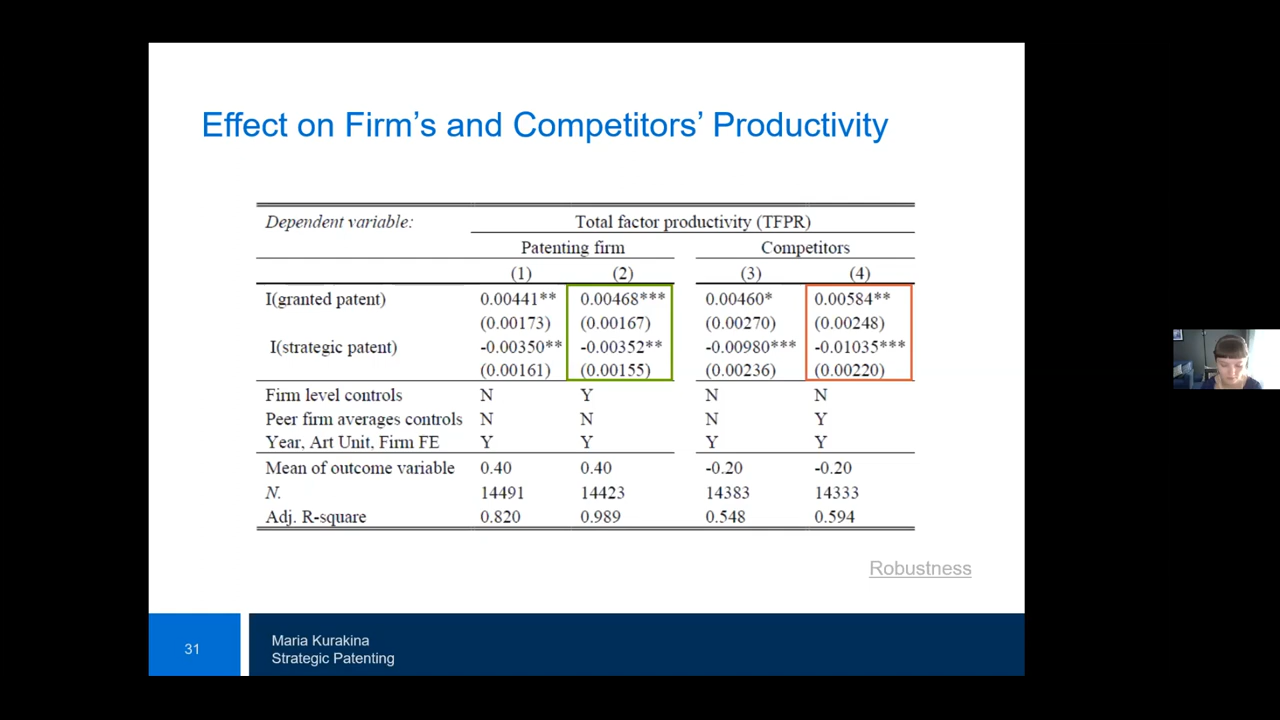 Effect on Firm’s and Competitors’ Productivity
Dependent variable: Total factor productivity (TFPR)
Patenting firm Competitors
(1) (2) (3) (4)
I(granted patent) 0.00441** 0.00468*** 0.00460* 0.00584**
(0.00173) (0.00167) (0.00270) (0.00248)
I(strategic patent) -0.00350** -0.00352** -0.00980*** -0.01035***
(0.00161) (0.00155) (0.00236) (0.00220)
Firm level controls N Y N N
Peer firm averages controls N N N Y
Year, Art Unit, Firm FE Y Y Y Y
Mean of outcome variable 0.40 0.40 -0.20 -0.20
N. 14491 14423 14383 14333
Adj. R-square 0.820 0.989 0.548 0.594
Robustness
31
Maria Kurakina
Strategic Patenting